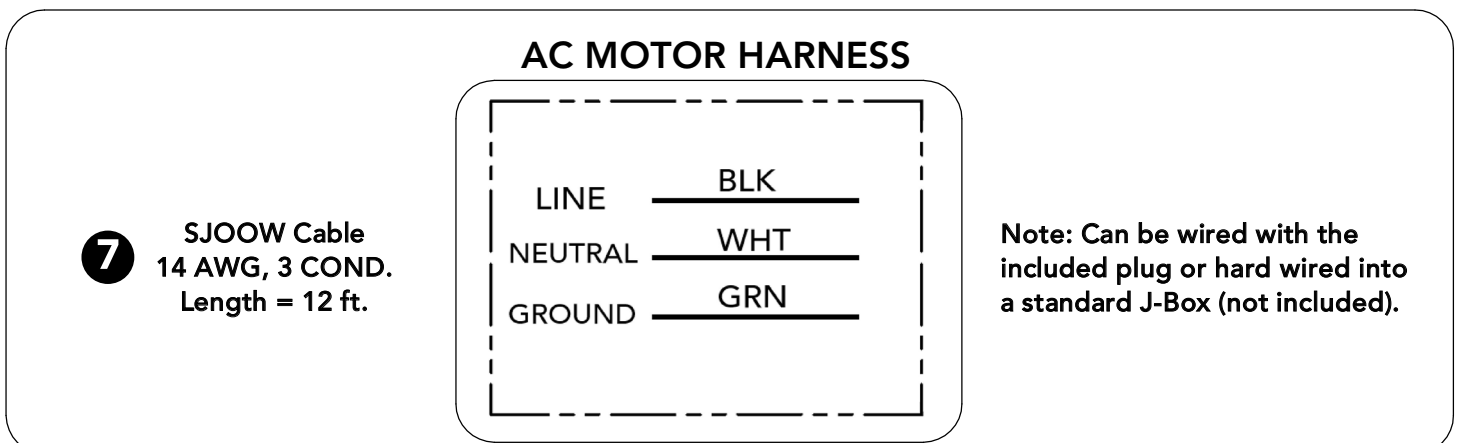 AC MOTOR HARNESS
7
SJOOW Cable
14 AWG, 3 COND.
Length = 12 ft.
LINE BLK
NEUTRAL WHT
GROUND GRN
Note: Can be wired with the
included plug or hard wired into
a standard J-Box (not included).